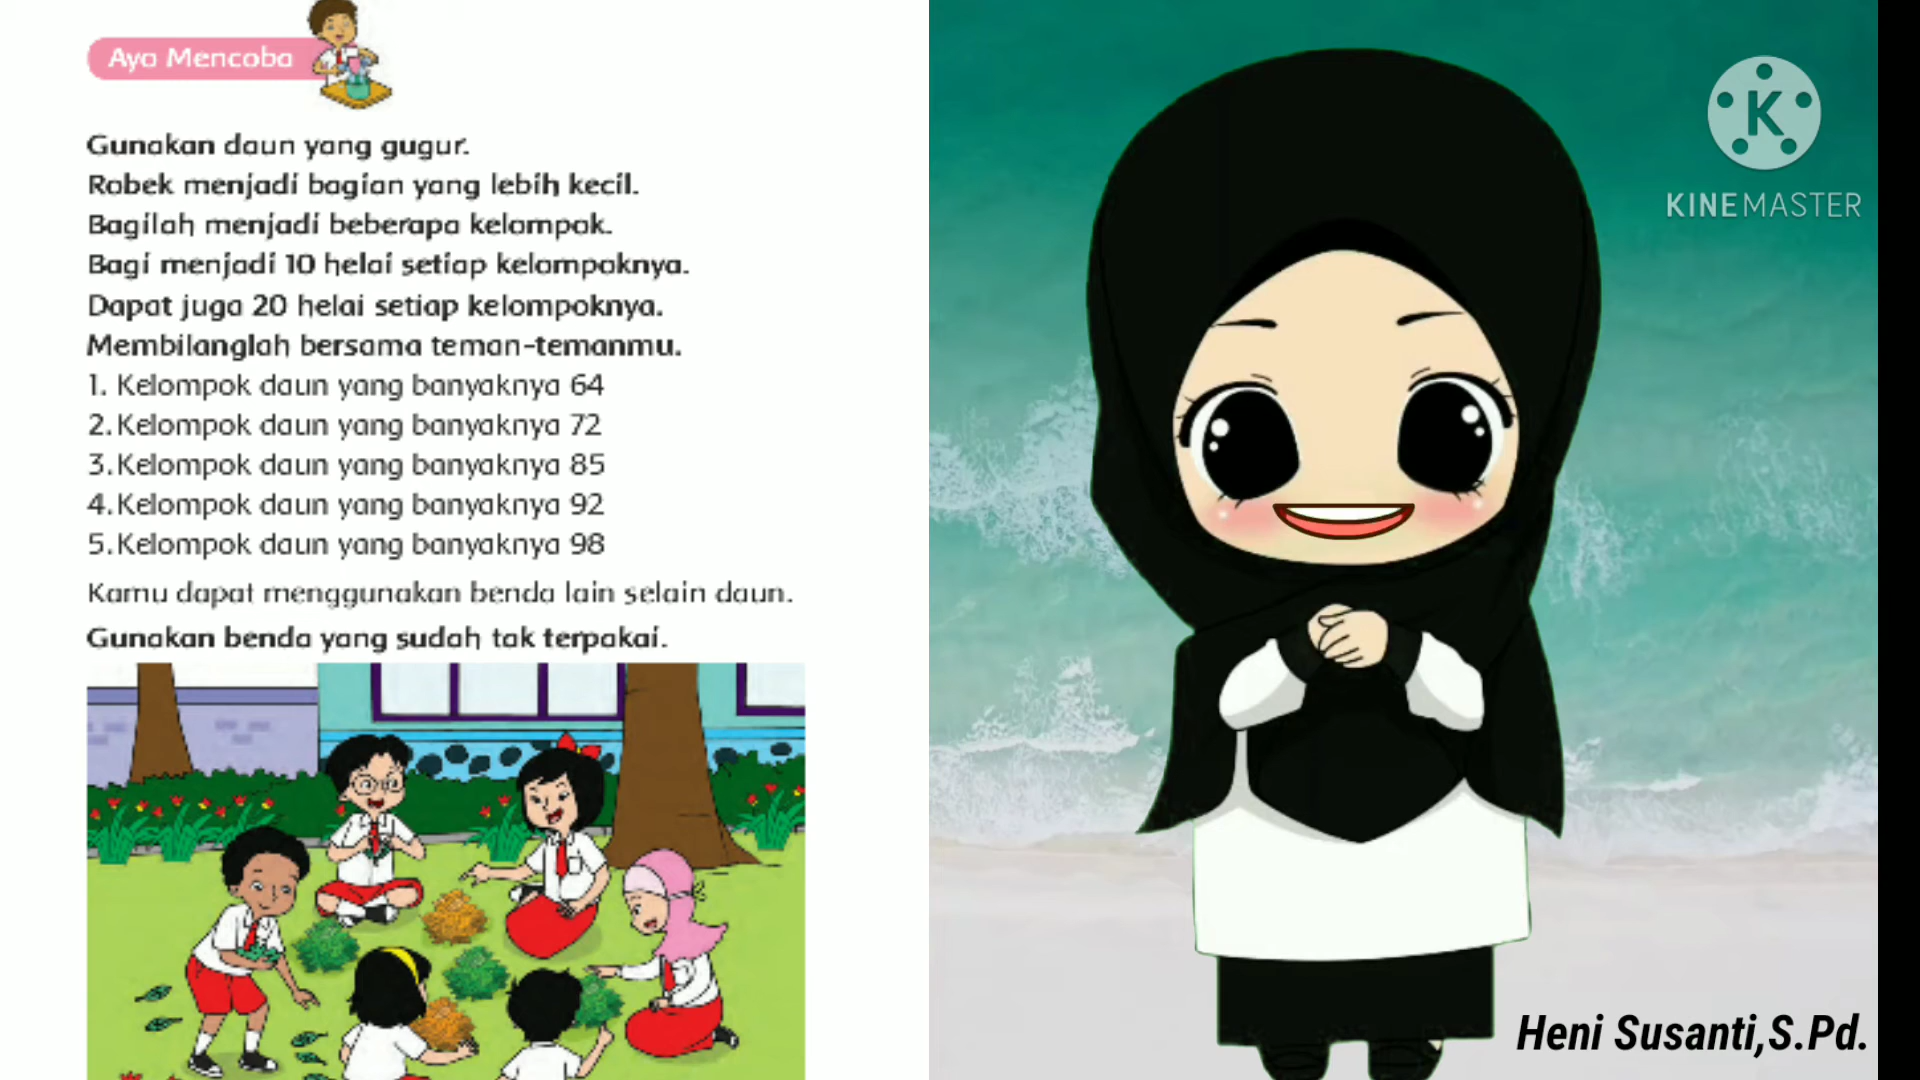 Ayo Mencoba
Gunakan daun yang gugur.
Robek menjadi bagian yang lebih kecil.
Bagilah menjadi beberapa kelompok.
Bagi menjadi 10 helai setiap kelompoknya.
Dapat juga 20 helai setiap kelompoknya.
Membilanglah bersama teman-temanmu.
1. Kelompok daun yang banyaknya 64
2. Kelompok daun yang banyaknya 72
3. Kelompok daun yang banyaknya 85
4. Kelompok daun yang banyaknya 92
5. Kelompok daun yang banyaknya 98
Kamu dapat menggunakan benda lain selain daun.
Gunakan benda yang sudah tak terpakai.
K
KINEMASTER
Heni Susanti,S.Pd.